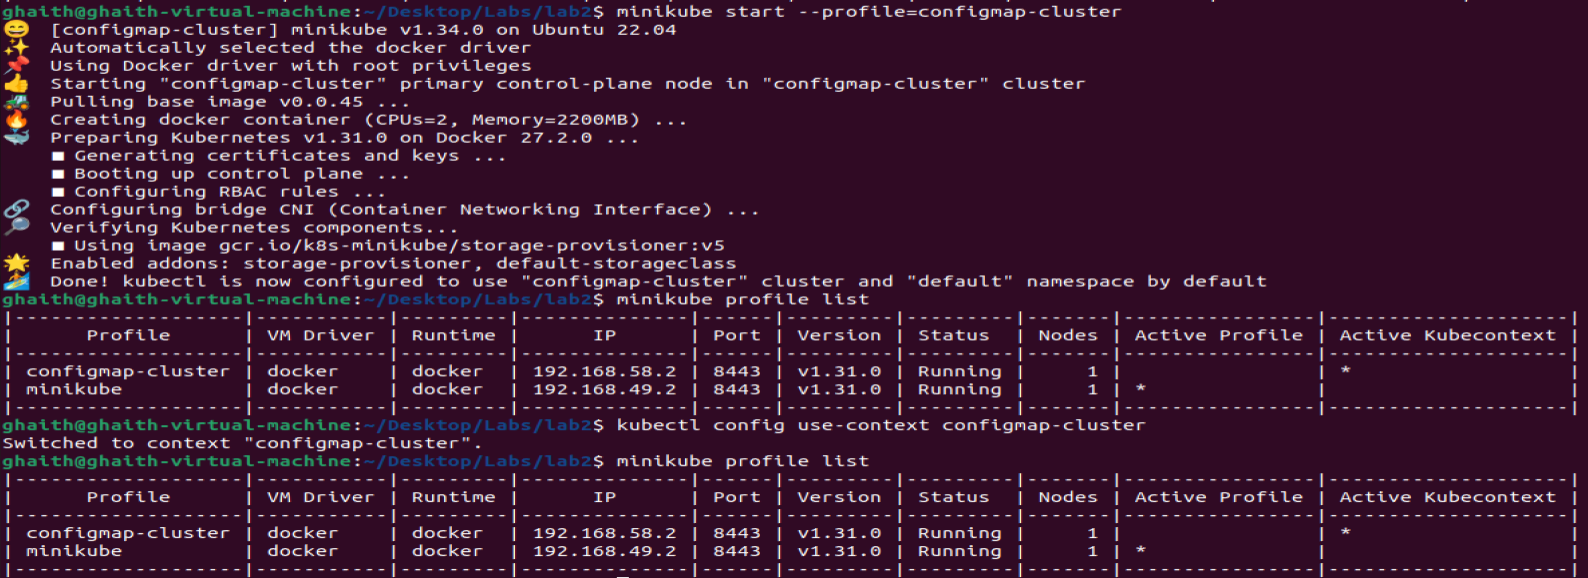 ghaith@ghaith-virtual-machine:~/Desktop/Labs/lab2$ minikube start --profile=configmap-cluster
😄  [configmap-cluster] minikube v1.34.0 on Ubuntu 22.04
✨  Automatically selected the docker driver
📌  Using Docker driver with root privileges
👍  Starting "configmap-cluster" primary control-plane node in "configmap-cluster" cluster
🚜  Pulling base image v0.0.45 ...
🔥  Creating docker container (CPUs=2, Memory=2200MB) ...
🐳  Preparing Kubernetes v1.31.0 on Docker 27.2.0 ...
    ▪ Generating certificates and keys ...
    ▪ Booting up control plane ...
    ▪ Configuring RBAC rules ...
🔗  Configuring bridge CNI (Container Networking Interface) ...
🔎  Verifying Kubernetes components...
    ▪ Using image gcr.io/k8s-minikube/storage-provisioner:v5
🌟  Enabled addons: storage-provisioner, default-storageclass
🏄  Done! kubectl is now configured to use "configmap-cluster" cluster and "default" namespace by default
ghaith@ghaith-virtual-machine:~/Desktop/Labs/lab2$ minikube profile list
|-------------------|-----------|---------|--------------|------|---------|---------|-------|----------------|--------------------|
|      Profile      | VM Driver | Runtime |      IP      | Port | Version | Status  | Nodes | Active Profile | Active Kubecontext |
|-------------------|-----------|---------|--------------|------|---------|---------|-------|----------------|--------------------|
| configmap-cluster | docker    | docker  | 192.168.58.2 | 8443 | v1.31.0 | Running |     1 |                | *                  |
| minikube          | docker    | docker  | 192.168.49.2 | 8443 | v1.31.0 | Running |     1 | *              |                    |
|-------------------|-----------|---------|--------------|------|---------|---------|-------|----------------|--------------------|
ghaith@ghaith-virtual-machine:~/Desktop/Labs/lab2$ kubectl config use-context configmap-cluster
Switched to context "configmap-cluster".
ghaith@ghaith-virtual-machine:~/Desktop/Labs/lab2$ minikube profile list
|-------------------|-----------|---------|--------------|------|---------|---------|-------|----------------|--------------------|
|      Profile      | VM Driver | Runtime |      IP      | Port | Version | Status  | Nodes | Active Profile | Active Kubecontext |
|-------------------|-----------|---------|--------------|------|---------|---------|-------|----------------|--------------------|
| configmap-cluster | docker    | docker  | 192.168.58.2 | 8443 | v1.31.0 | Running |     1 |                | *                  |
| minikube          | docker    | docker  | 192.168.49.2 | 8443 | v1.31.0 | Running |     1 | *              |                    |
|-------------------|-----------|---------|--------------|------|---------|---------|-------|----------------|--------------------|